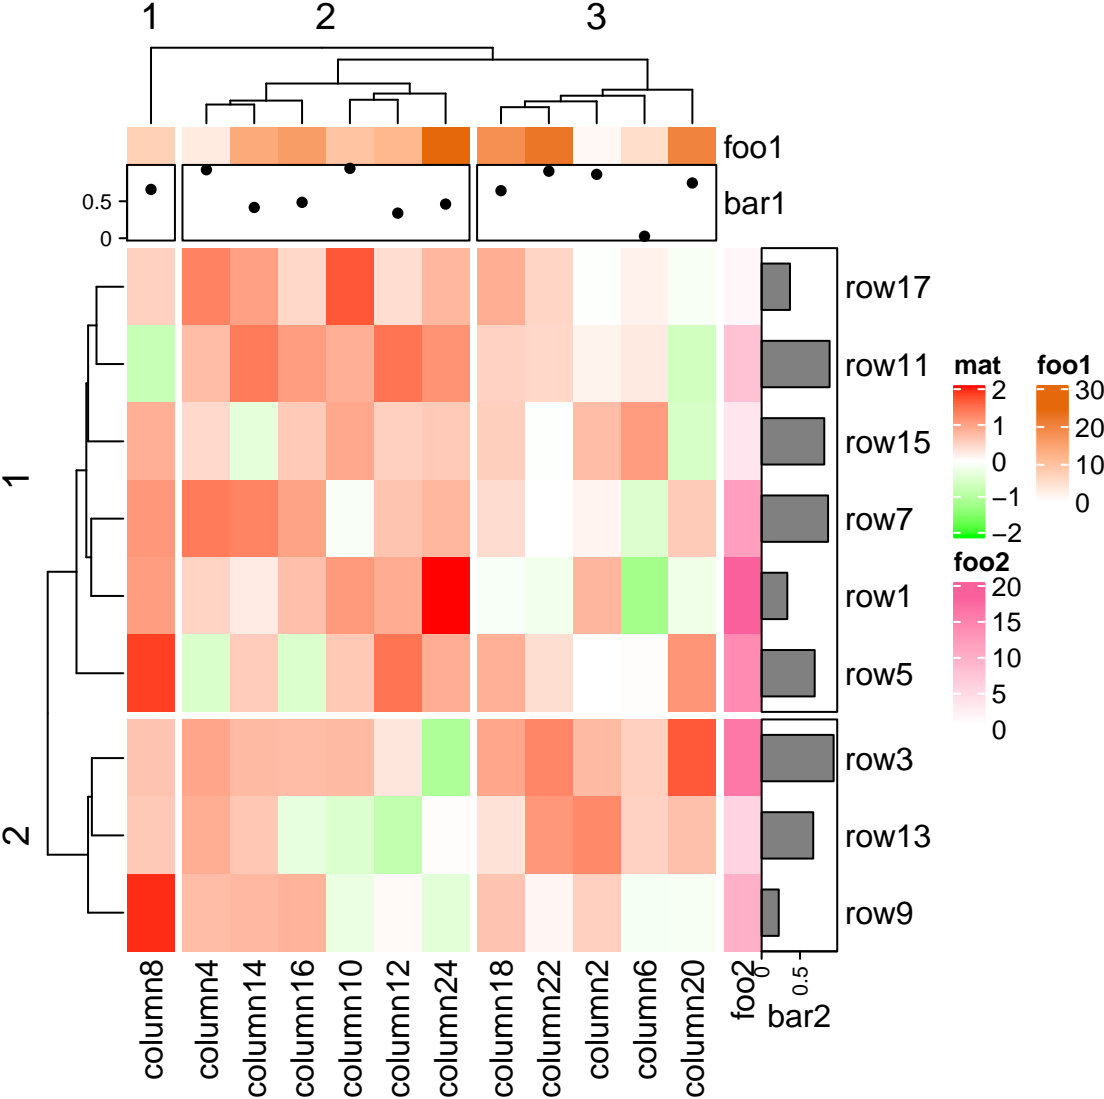 1 2 3
foo1
0.5
0
bar1
1
2
row17
row11
row15
row7
row1
row5
row3
row13
row9
column8
column4
column14
column16
column10
column12
column24
column18
column22
column2
column6
column20
foo2
0
0.5
bar2
mat
2
1
0
−1
−2
foo1
30
20
10
0
foo2
20
15
10
5
0